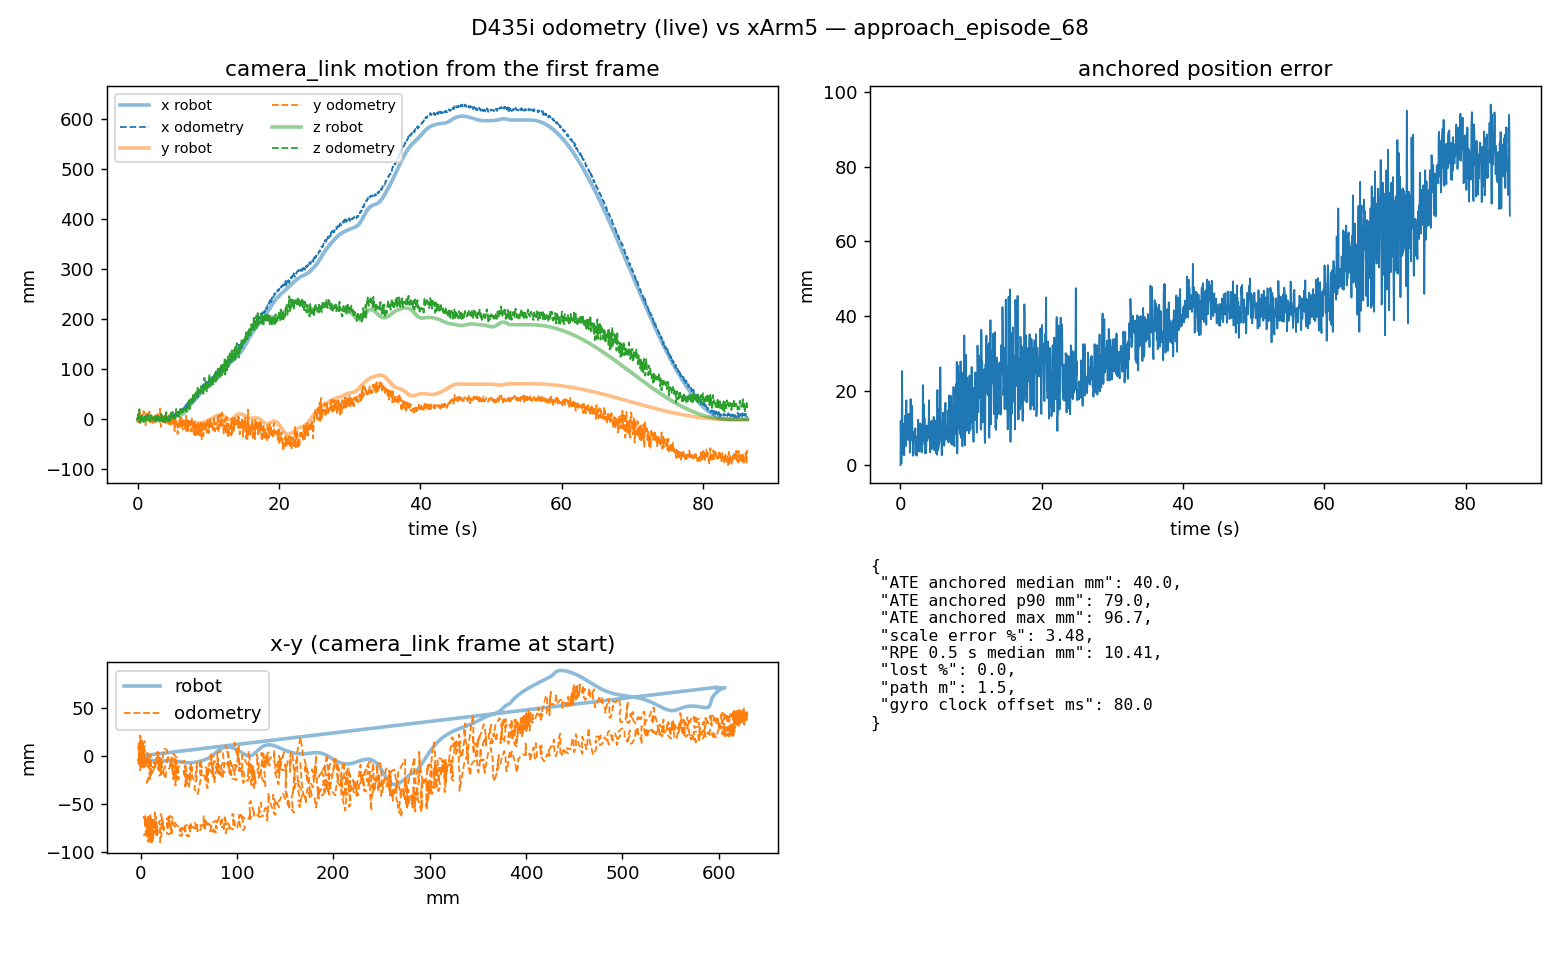 D435i odometry (live) vs xArm5 — approach_episode_68
camera_link motion from the first frame
x robot
x odometry
y robot
y odometry
z robot
z odometry
600
500
400
300
200
100
0
−100
mm
0 20 40 60 80
time (s)
anchored position error
100
80
60
40
20
0
mm
0 20 40 60 80
time (s)
x-y (camera_link frame at start)
robot
odometry
50
0
−50
−100
mm
0 100 200 300 400 500 600
mm
{
"ATE anchored median mm": 40.0,
"ATE anchored p90 mm": 79.0,
"ATE anchored max mm": 96.7,
"scale error %": 3.48,
"RPE 0.5 s median mm": 10.41,
"lost %": 0.0,
"path m": 1.5,
"gyro clock offset ms": 80.0
}